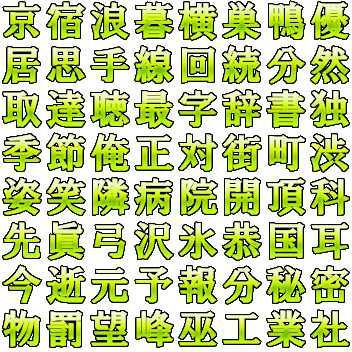 京宿浪暮横巣鴨優
居思手線回続分然
取達聴最字辞書独
季節俺正対街町渋
姿笑隣病院開頂科
先眞弓沢氷恭国耳
今逝元予報分秘密
物罰望峰巫工業社